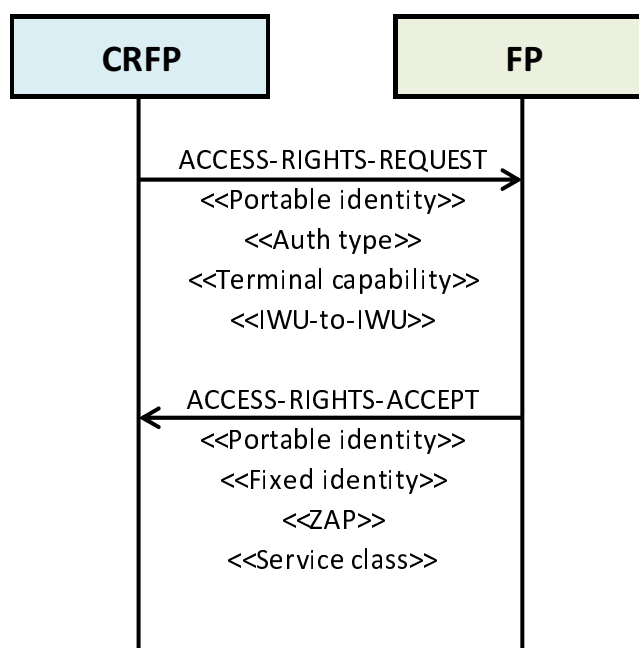 CRFP
FP
ACCESS-RIGHTS-REQUEST
<<Portable identity>>
<<Auth type>>
<<Terminal capability>>
<<IWU-to-IWU>>
ACCESS-RIGHTS-ACCEPT
<<Portable identity>>
<<Fixed identity>>
<<ZAP>>
<<Service class>>